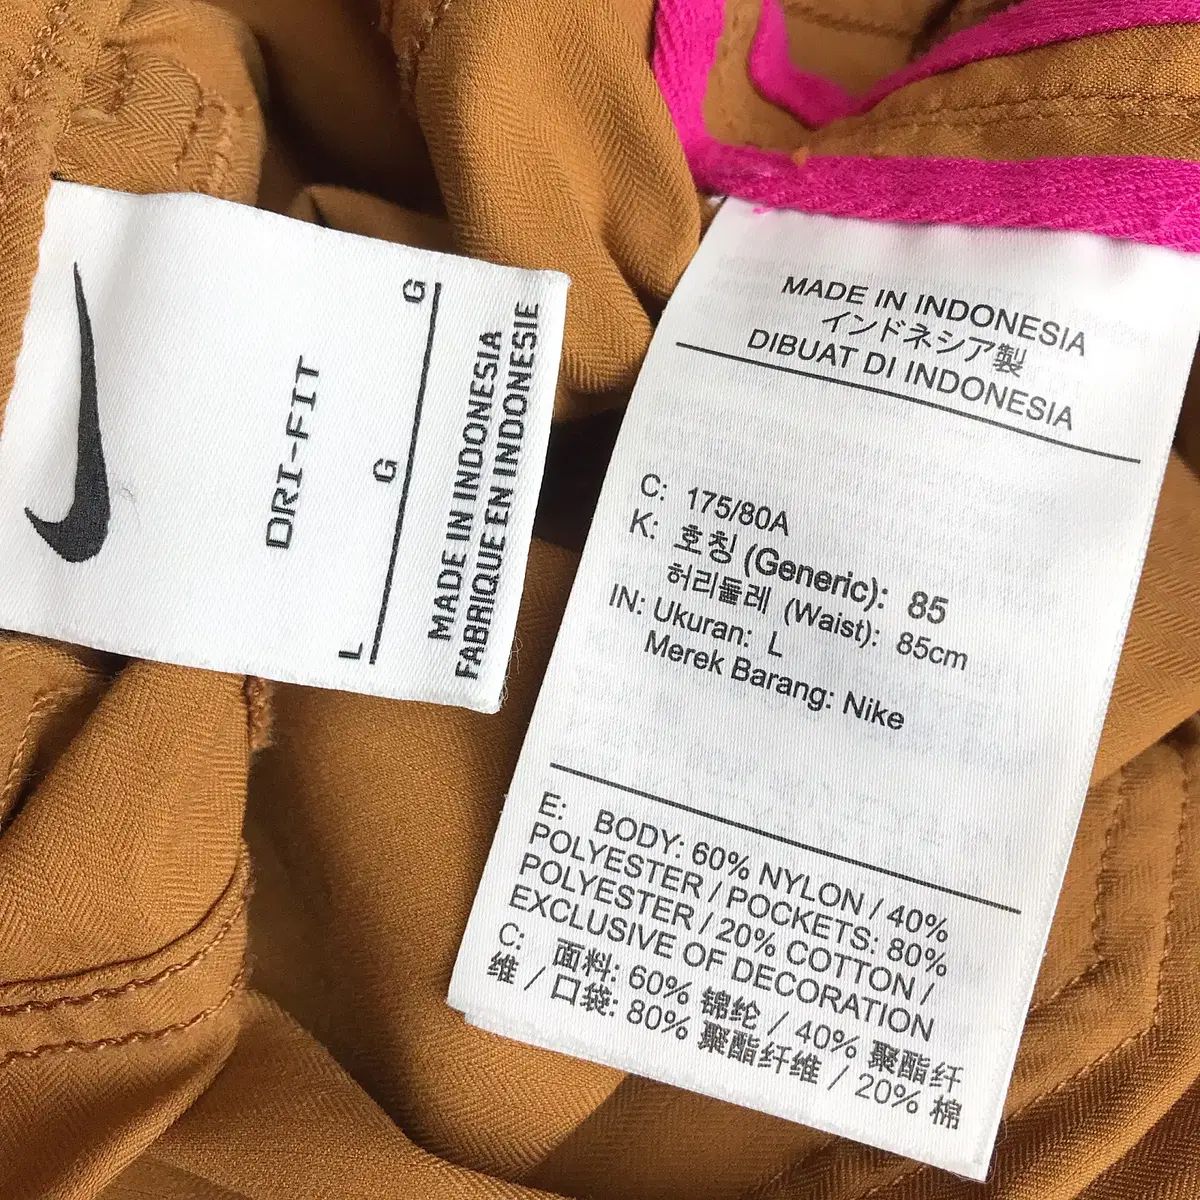 DRI-FIT
L G G
MADE IN INDONESIA
FABRIQUE EN INDONESIE
MADE IN INDONESIA
インドネシア製
DIBUAT DI INDONESIA
C: 175/80A
K: 호칭 (Generic): 85
허리둘레 (Waist): 85cm
IN: Ukuran: L
Merek Barang: Nike
E: BODY: 60% NYLON / 40%
POLYESTER / POCKETS: 80%
POLYESTER / 20% COTTON /
EXCLUSIVE OF DECORATION
C: 面料: 60% 锦纶 / 40% 聚酯纤
维 / 口袋: 80% 聚酯纤维 / 20% 棉